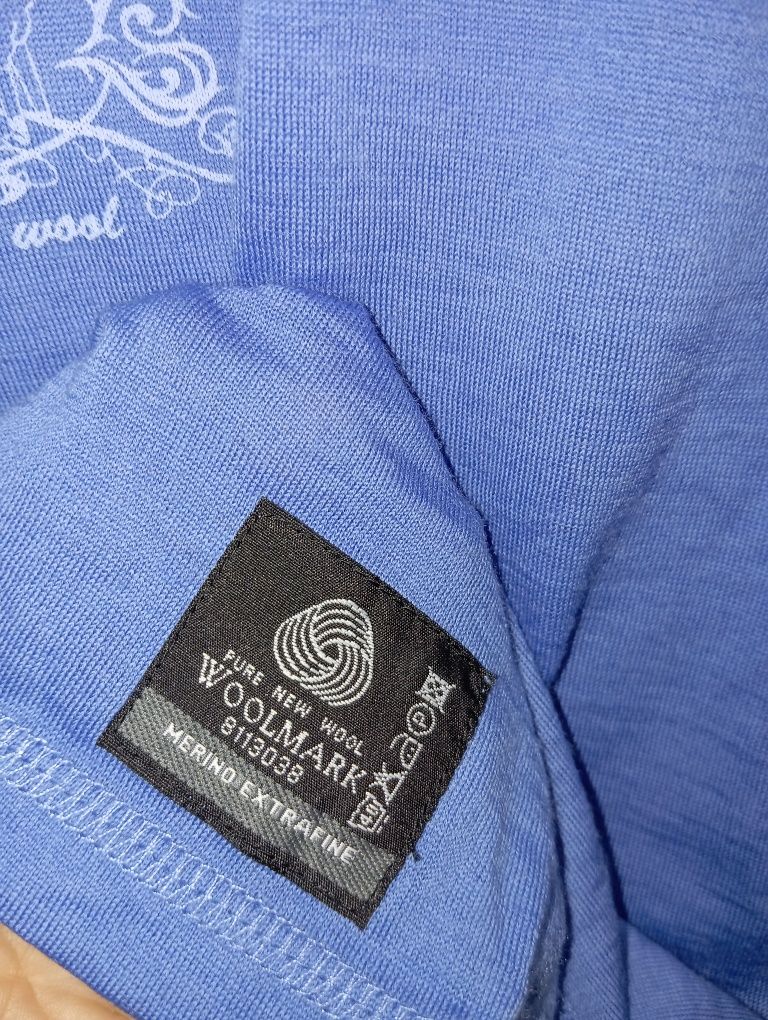 wool
PURE NEW WOOL
WOOLMARK
8113038
MERINO EXTRAFINE